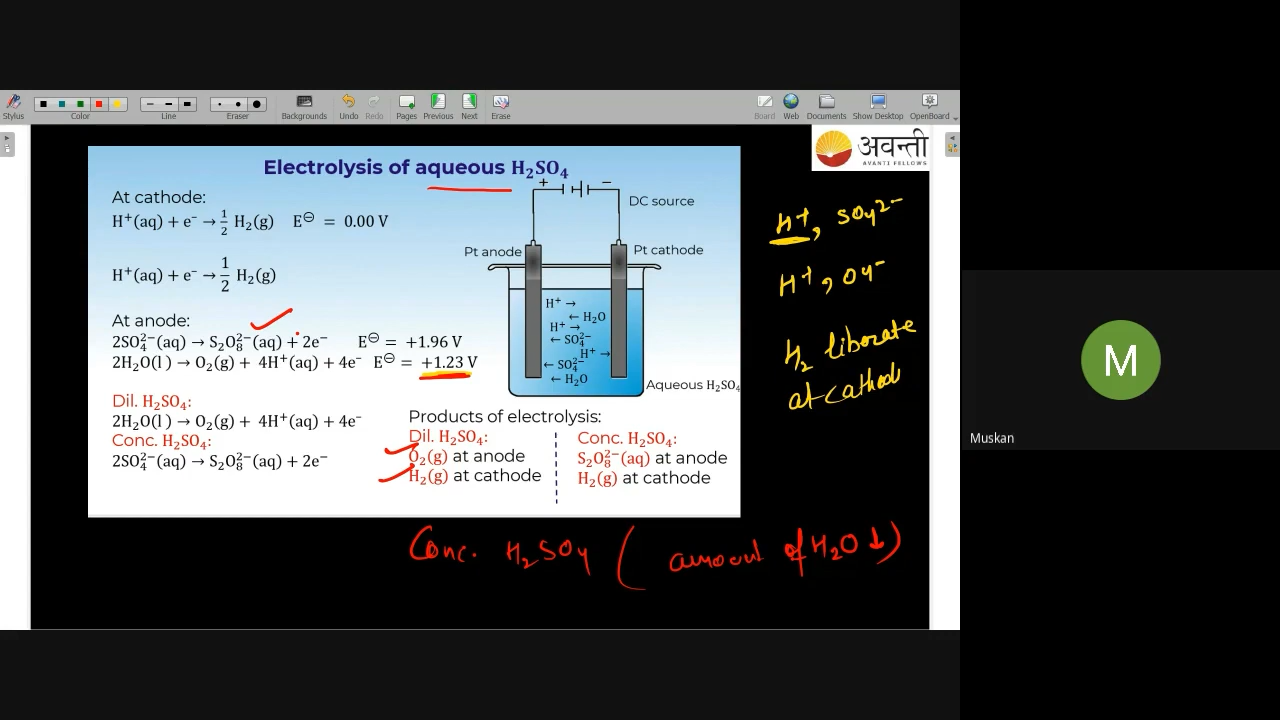 Stylus
Color
Line
Eraser
Backgrounds
Undo
Redo
Pages
Previous
Next
Erase
Board
Web
Documents
Show Desktop
OpenBoard
अवन्ती
AVANTI FELLOWS
Electrolysis of aqueous H₂SO₄
At cathode:
H⁺(aq) + e⁻ → ½ H₂(g) E⊖ = 0.00 V
H⁺(aq) + e⁻ → ½ H₂(g)
At anode:
2SO₄²⁻(aq) → S₂O₈²⁻(aq) + 2e⁻ E⊖ = +1.96 V
2H₂O(l) → O₂(g) + 4H⁺(aq) + 4e⁻ E⊖ = +1.23 V
Dil. H₂SO₄:
2H₂O(l) → O₂(g) + 4H⁺(aq) + 4e⁻
Conc. H₂SO₄:
2SO₄²⁻(aq) → S₂O₈²⁻(aq) + 2e⁻
+ −
DC source
Pt anode
Pt cathode
H⁺ →
← H₂O
H⁺ →
← SO₄²⁻
H⁺ →
← SO₄²⁻
← H₂O
Aqueous H₂SO₄
Products of electrolysis:
Dil. H₂SO₄:
O₂(g) at anode
H₂(g) at cathode
Conc. H₂SO₄:
S₂O₈²⁻(aq) at anode
H₂(g) at cathode
H⁺, SO₄²⁻
H⁺, OH⁻
H₂ liberate
at cathode
Conc. H₂SO₄ ( amount of H₂O ↓)
M
Muskan